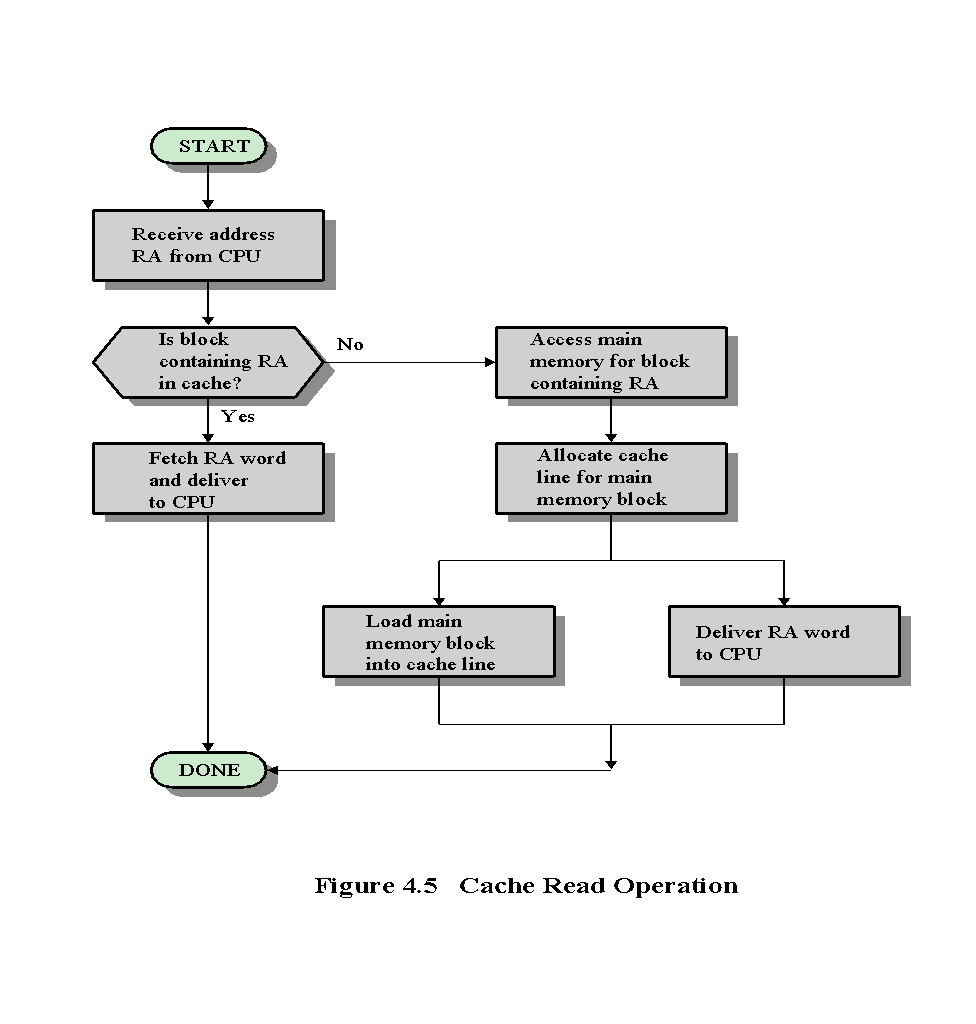 START
Receive address
RA from CPU
Is block
containing RA
in cache?
No
Yes
Access main
memory for block
containing RA
Fetch RA word
and deliver
to CPU
Allocate cache
line for main
memory block
Load main
memory block
into cache line
Deliver RA word
to CPU
DONE
Figure 4.5 Cache Read Operation